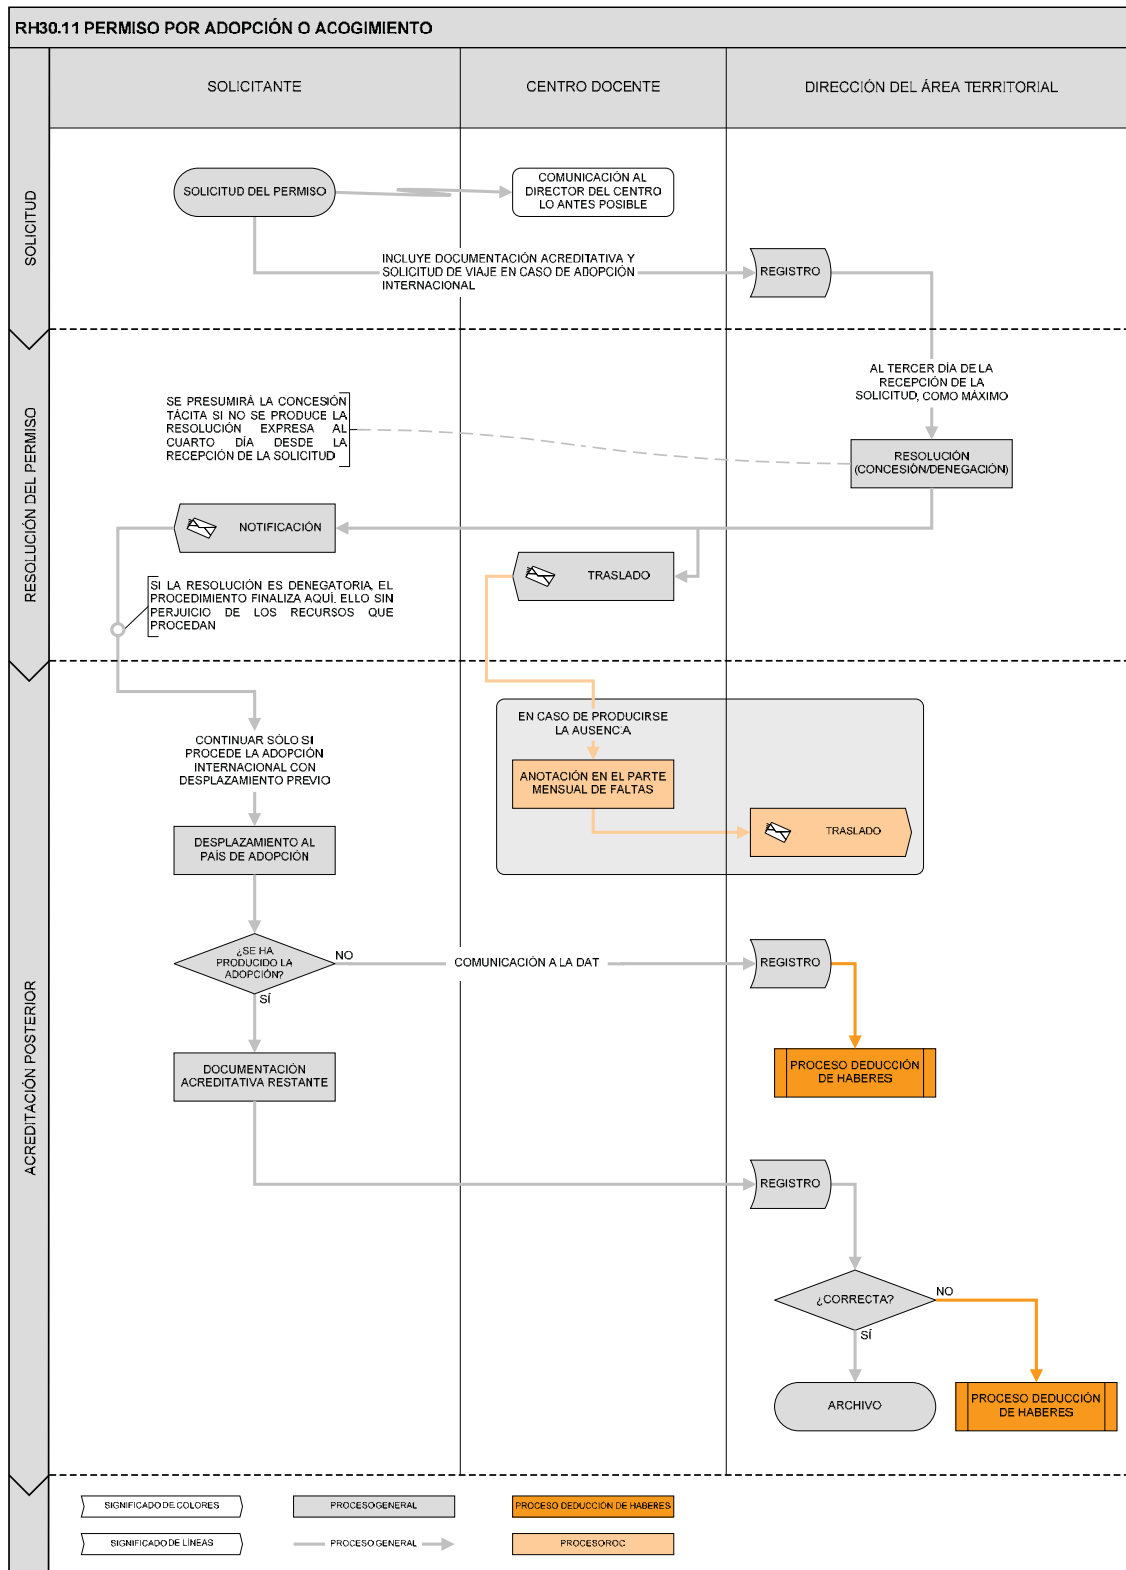 RH30.11 PERMISO POR ADOPCIÓN O ACOGIMIENTO
SOLICITANTE
CENTRO DOCENTE
DIRECCIÓN DEL ÁREA TERRITORIAL
SOLICITUD
SOLICITUD DEL PERMISO
COMUNICACIÓN AL
DIRECTOR DEL CENTRO
LO ANTES POSIBLE
INCLUYE DOCUMENTACIÓN ACREDITATIVA Y
SOLICITUD DE VIAJE EN CASO DE ADOPCIÓN
INTERNACIONAL
REGISTRO
RESOLUCIÓN DEL PERMISO
AL TERCER DÍA DE LA
RECEPCIÓN DE LA
SOLICITUD, COMO MÁXIMO
SE PRESUMIRÁ LA CONCESIÓN
TÁCITA SI NO SE PRODUCE LA
RESOLUCIÓN EXPRESA AL
CUARTO DÍA DESDE LA
RECEPCIÓN DE LA SOLICITUD
RESOLUCIÓN
(CONCESIÓN/DENEGACIÓN)
NOTIFICACIÓN
TRASLADO
SI LA RESOLUCIÓN ES DENEGATORIA, EL
PROCEDIMIENTO FINALIZA AQUÍ. ELLO SIN
PERJUICIO DE LOS RECURSOS QUE
PROCEDAN
ACREDITACIÓN POSTERIOR
EN CASO DE PRODUCIRSE
LA AUSENCIA
CONTINUAR SÓLO SI
PROCEDE LA ADOPCIÓN
INTERNACIONAL CON
DESPLAZAMIENTO PREVIO
ANOTACIÓN EN EL PARTE
MENSUAL DE FALTAS
TRASLADO
DESPLAZAMIENTO AL
PAÍS DE ADOPCIÓN
¿SE HA
PRODUCIDO LA
ADOPCIÓN?
NO
COMUNICACIÓN A LA DAT
REGISTRO
SÍ
DOCUMENTACIÓN
ACREDITATIVA RESTANTE
PROCESO DEDUCCIÓN
DE HABERES
REGISTRO
¿CORRECTA?
NO
SÍ
ARCHIVO
PROCESO DEDUCCIÓN
DE HABERES
SIGNIFICADO DE COLORES
PROCESO GENERAL
PROCESO DEDUCCIÓN DE HABERES
SIGNIFICADO DE LÍNEAS
PROCESO GENERAL
PROCESO ROC